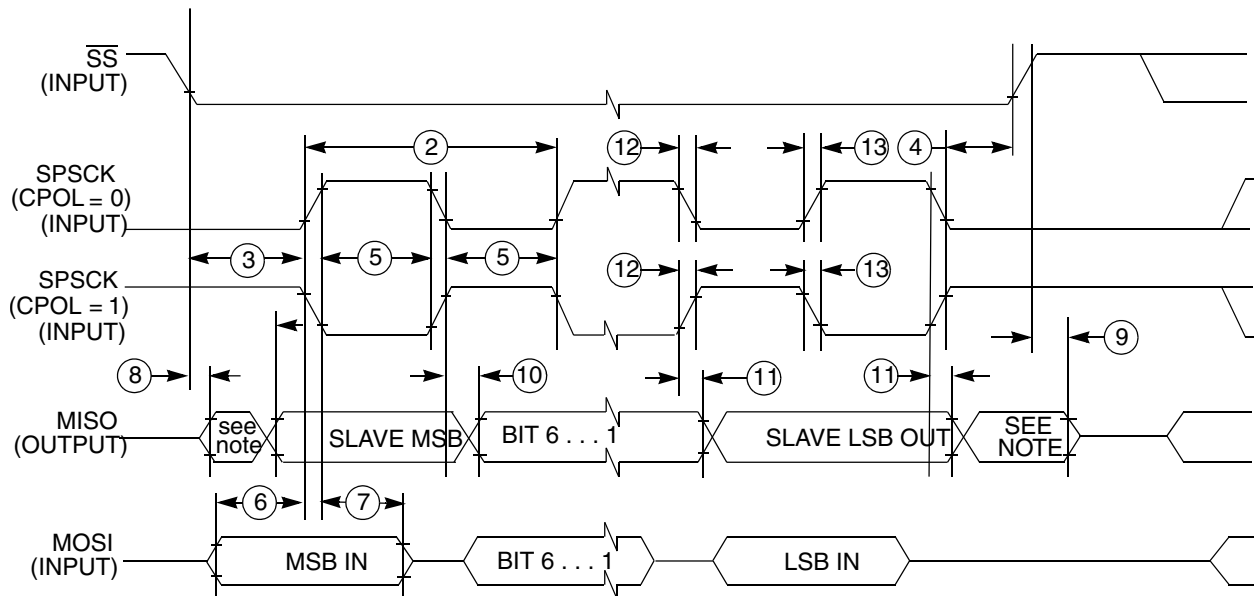 SS
(INPUT)
2
12
13
4
SPSCK
(CPOL = 0)
(INPUT)
3
5
5
12
13
SPSCK
(CPOL = 1)
(INPUT)
9
8
10
11
11
MISO
(OUTPUT)
see
note
SLAVE MSB
BIT 6 . . . 1
SLAVE LSB OUT
SEE
NOTE
6
7
MOSI
(INPUT)
MSB IN
BIT 6 . . . 1
LSB IN